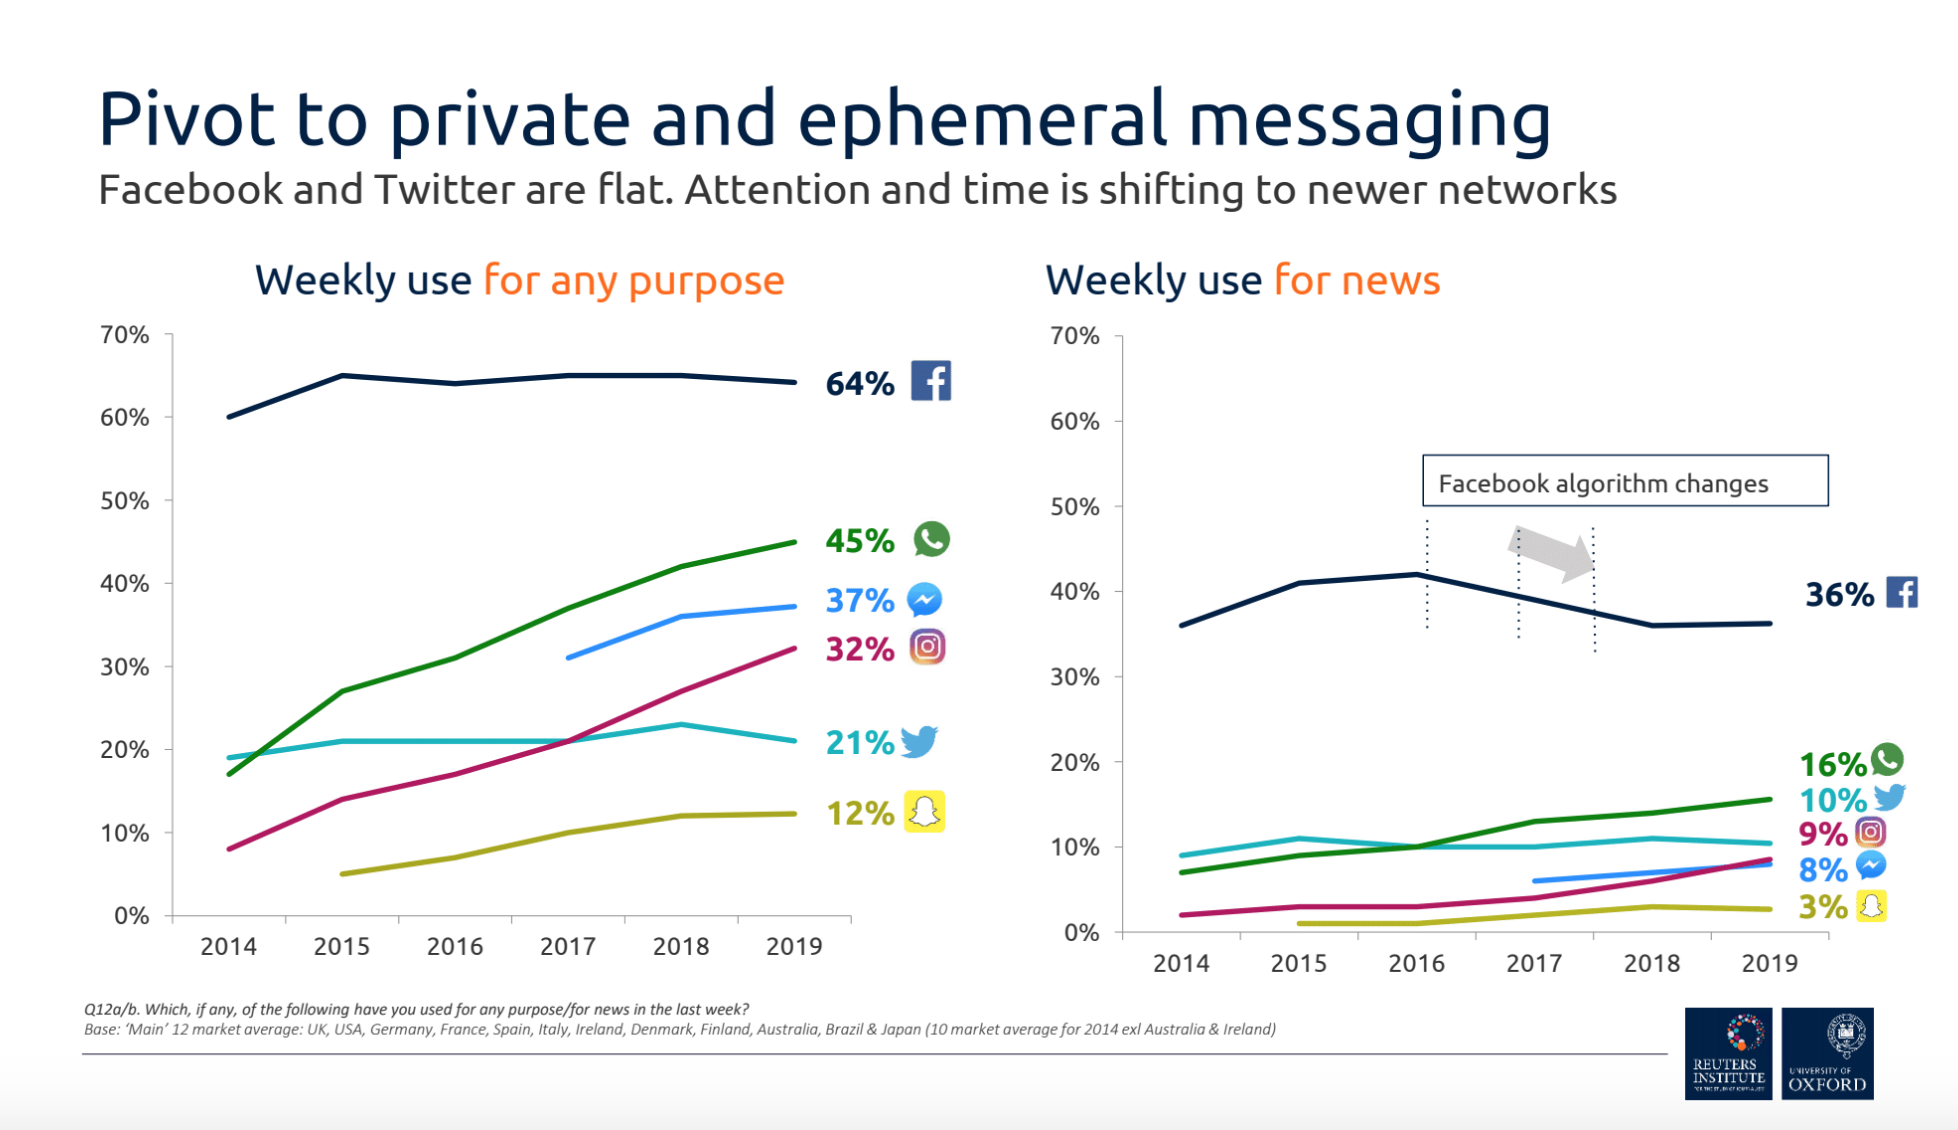 Pivot to private and ephemeral messaging
Facebook and Twitter are flat. Attention and time is shifting to newer networks
Weekly use for any purpose
70%
60%
50%
40%
30%
20%
10%
0%
2014 2015 2016 2017 2018 2019
64%
45%
37%
32%
21%
12%
Weekly use for news
70%
60%
50%
40%
30%
20%
10%
0%
2014 2015 2016 2017 2018 2019
Facebook algorithm changes
36%
16%
10%
9%
8%
3%
Q12a/b. Which, if any, of the following have you used for any purpose/for news in the last week?
Base: ‘Main’ 12 market average: UK, USA, Germany, France, Spain, Italy, Ireland, Denmark, Finland, Australia, Brazil & Japan (10 market average for 2014 exl Australia & Ireland)
REUTERS
INSTITUTE
UNIVERSITY OF
OXFORD